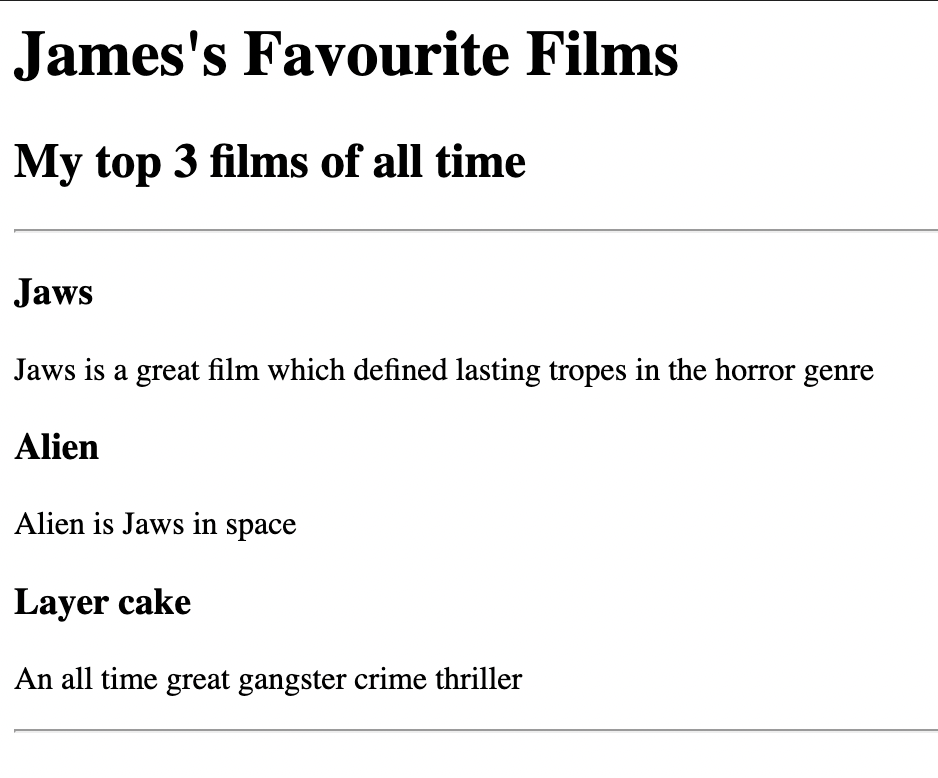 James's Favourite Films
My top 3 films of all time
Jaws
Jaws is a great film which defined lasting tropes in the horror genre
Alien
Alien is Jaws in space
Layer cake
An all time great gangster crime thriller